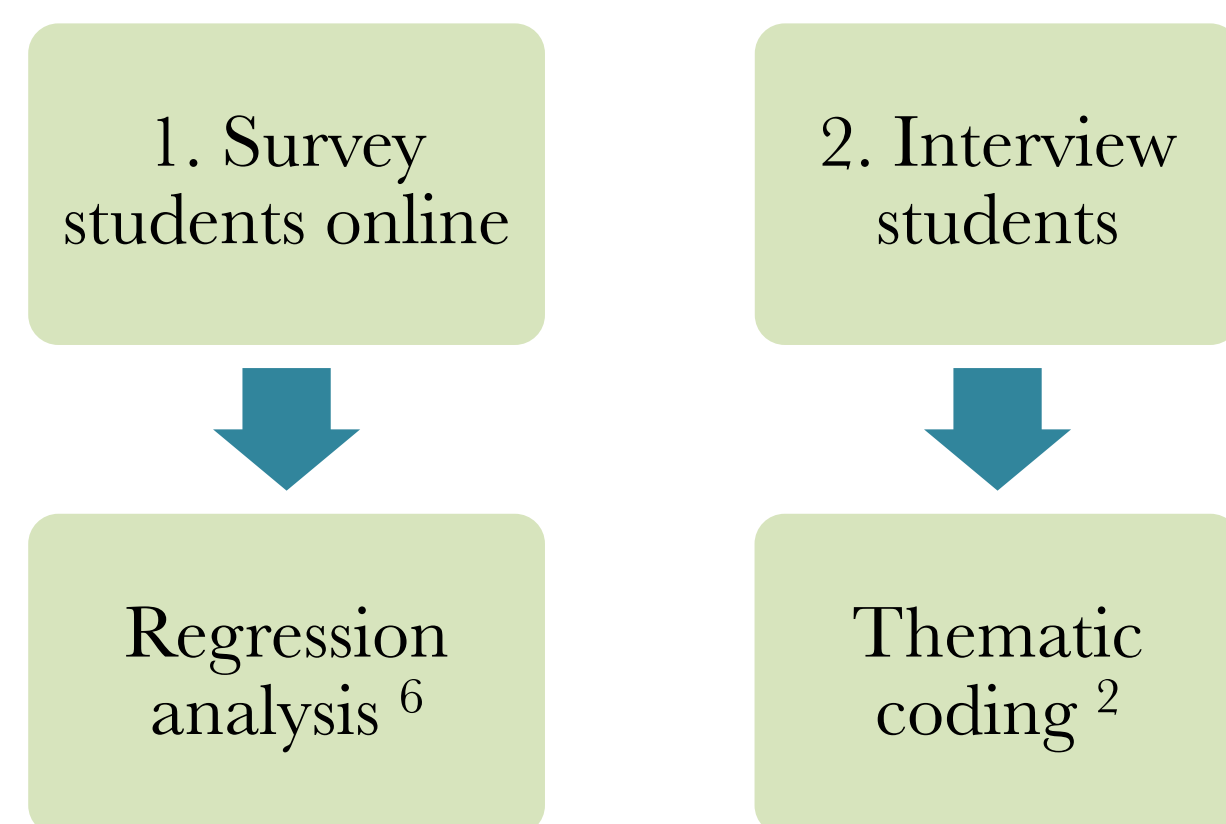 1. Survey
students online
2. Interview
students
Regression
analysis ⁶
Thematic
coding ²